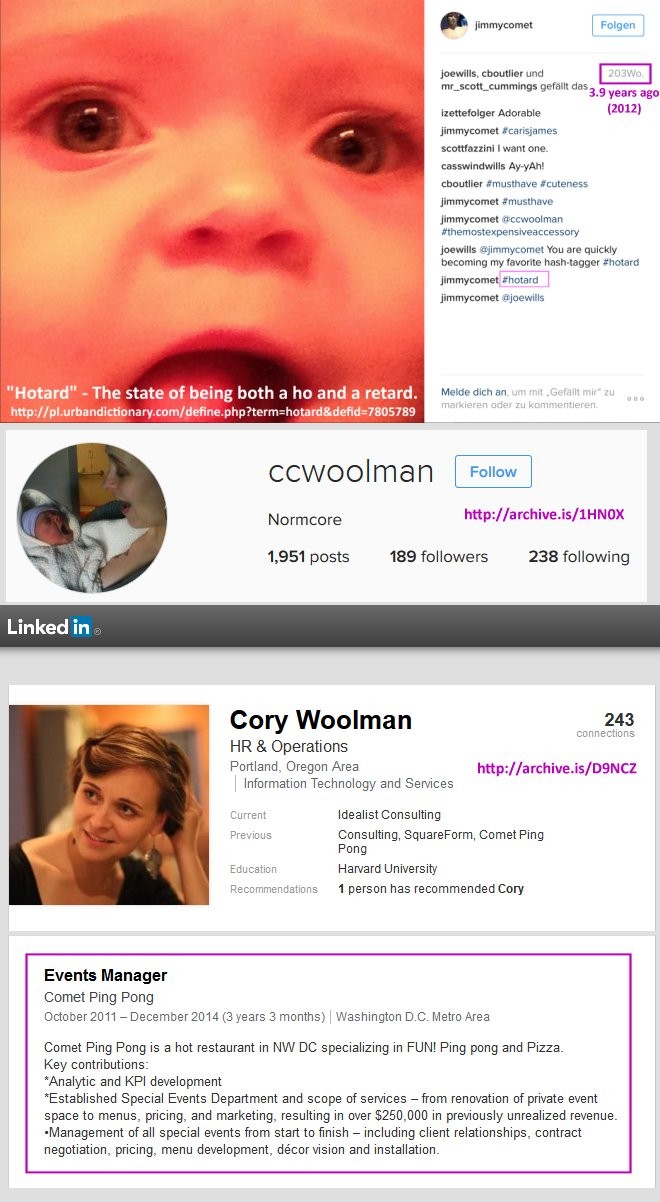 jimmycomet
Folgen
joewills, cboutlier und
mr_scott_cummings gefällt das
203Wo.
3.9 years ago
(2012)
izettefolger Adorable
jimmycomet #carisjames
scottfazzini I want one.
casswindwills Ay-yAh!
cboutlier #musthave #cuteness
jimmycomet #musthave
jimmycomet @ccwoolman
#themostexpensiveaccessory
joewills @jimmycomet You are quickly
becoming my favorite hash-tagger #hotard
jimmycomet #hotard
jimmycomet @joewills
"Hotard" - The state of being both a ho and a retard.
http://pl.urbandictionary.com/define.php?term=hotard&defid=7805789
Melde dich an, um mit „Gefällt mir“ zu
markieren oder zu kommentieren.
ccwoolman
Follow
Normcore
http://archive.is/1HN0X
1,951 posts 189 followers 238 following
Linked in ®
Cory Woolman
243
connections
HR & Operations
Portland, Oregon Area
Information Technology and Services
http://archive.is/D9NCZ
Current Idealist Consulting
Previous Consulting, SquareForm, Comet Ping
Pong
Education Harvard University
Recommendations 1 person has recommended Cory
Events Manager
Comet Ping Pong
October 2011 – December 2014 (3 years 3 months) | Washington D.C. Metro Area
Comet Ping Pong is a hot restaurant in NW DC specializing in FUN! Ping pong and Pizza.
Key contributions:
*Analytic and KPI development
*Established Special Events Department and scope of services – from renovation of private event
space to menus, pricing, and marketing, resulting in over $250,000 in previously unrealized revenue.
•Management of all special events from start to finish – including client relationships, contract
negotiation, pricing, menu development, décor vision and installation.